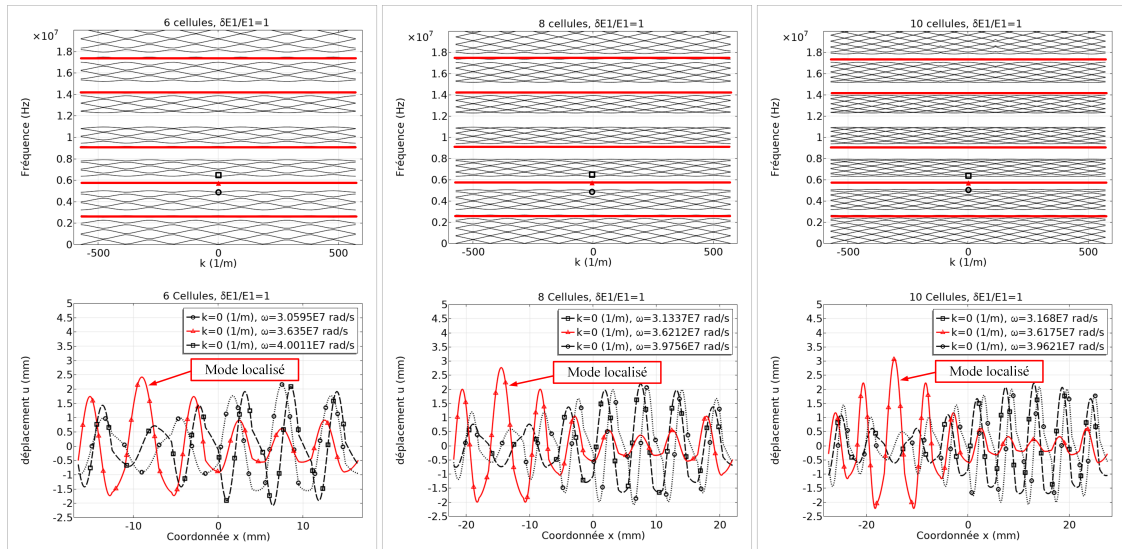 6 cellules, δE1/E1=1
×10⁷
1.8
1.6
1.4
1.2
1
0.8
0.6
0.4
0.2
0
Fréquence (Hz)
-500 0 500
k (1/m)
8 cellules, δE1/E1=1
×10⁷
1.8
1.6
1.4
1.2
1
0.8
0.6
0.4
0.2
0
Fréquence (Hz)
-500 0 500
k (1/m)
10 cellules, δE1/E1=1
×10⁷
1.8
1.6
1.4
1.2
1
0.8
0.6
0.4
0.2
0
Fréquence (Hz)
-500 0 500
k (1/m)
6 Cellules, δE1/E1=1
5
4.5
4
3.5
3
2.5
2
1.5
1
0.5
-0
-0.5
-1
-1.5
-2
-2.5
déplacement u (mm)
k=0 (1/m), ω=3.0595E7 rad/s
k=0 (1/m), ω=3.635E7 rad/s
k=0 (1/m), ω=4.0011E7 rad/s
Mode localisé
-10 0 10
Coordonnée x (mm)
8 Cellules, δE1/E1=1
5
4.5
4
3.5
3
2.5
2
1.5
1
0.5
-0
-0.5
-1
-1.5
-2
-2.5
déplacement u (mm)
k=0 (1/m), ω=3.1337E7 rad/s
k=0 (1/m), ω=3.6212E7 rad/s
k=0 (1/m), ω=3.9756E7 rad/s
Mode localisé
-20 -15 -10 -5 0 5 10 15 20
Coordonnée x (mm)
10 Cellules, δE1/E1=1
5
4.5
4
3.5
3
2.5
2
1.5
1
0.5
-0
-0.5
-1
-1.5
-2
-2.5
déplacement u (mm)
k=0 (1/m), ω=3.168E7 rad/s
k=0 (1/m), ω=3.6175E7 rad/s
k=0 (1/m), ω=3.9621E7 rad/s
Mode localisé
-20 -10 0 10 20
Coordonnée x (mm)